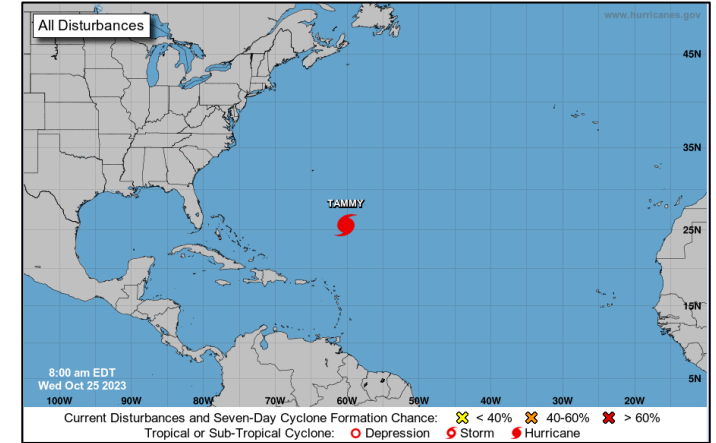 All Disturbances
www.hurricanes.gov
45N
35N
TAMMY
25N
15N
8:00 am EDT
Wed Oct 25 2023
5N
100W 90W 80W 70W 60W 50W 40W 30W 20W
Current Disturbances and Seven-Day Cyclone Formation Chance: < 40% 40-60% > 60%
Tropical or Sub-Tropical Cyclone: Depression Storm Hurricane